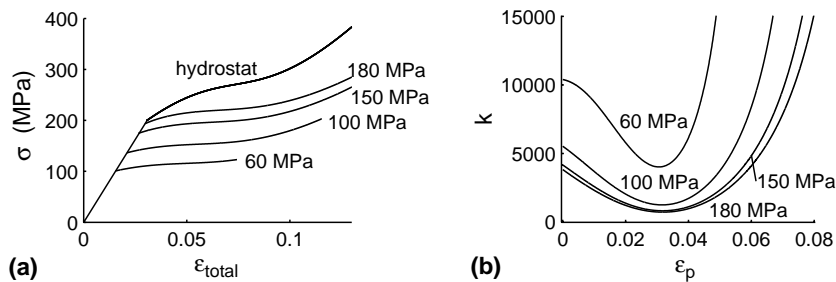 400
300
200
100
0
σ (MPa)
hydrostat
180 MPa
150 MPa
100 MPa
60 MPa
0
0.05
0.1
ε_total
(a)
15000
10000
5000
0
k
60 MPa
100 MPa
150 MPa
180 MPa
0
0.02
0.04
0.06
0.08
ε_p
(b)